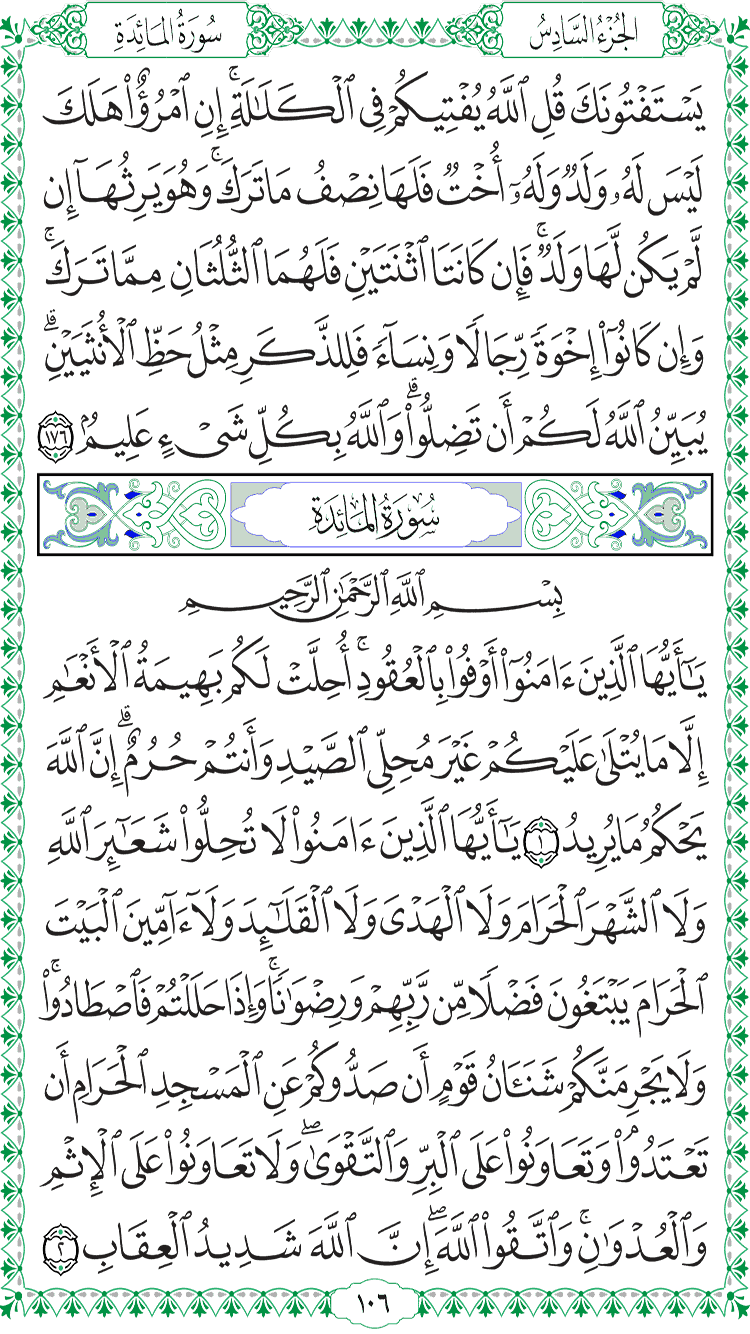 الجُزْءُ السَّادِسُ
سُورَةُ المَائِدَةِ
يَسۡتَفۡتُونَكَ قُلِ ٱللَّهُ يُفۡتِيكُمۡ فِي ٱلۡكَلَٰلَةِۚ إِنِ ٱمۡرُؤٌاْ هَلَكَ
لَيۡسَ لَهُۥ وَلَدٞ وَلَهُۥٓ أُخۡتٞ فَلَهَا نِصۡفُ مَا تَرَكَۚ وَهُوَ يَرِثُهَآ إِن
لَّمۡ يَكُن لَّهَا وَلَدٞۚ فَإِن كَانَتَا ٱثۡنَتَيۡنِ فَلَهُمَا ٱلثُّلُثَانِ مِمَّا تَرَكَۚ
وَإِن كَانُوٓاْ إِخۡوَةٗ رِّجَالٗا وَنِسَآءٗ فَلِلذَّكَرِ مِثۡلُ حَظِّ ٱلۡأُنثَيَيۡنِۗ
يُبَيِّنُ ٱللَّهُ لَكُمۡ أَن تَضِلُّواْۗ وَٱللَّهُ بِكُلِّ شَيۡءٍ عَلِيمُۢ ١٧٦
سُورَةُ المَائِدَةِ
بِسۡمِ ٱللَّهِ ٱلرَّحۡمَٰنِ ٱلرَّحِيمِ
يَٰٓأَيُّهَا ٱلَّذِينَ ءَامَنُوٓاْ أَوۡفُواْ بِٱلۡعُقُودِۚ أُحِلَّتۡ لَكُم بَهِيمَةُ ٱلۡأَنۡعَٰمِ
إِلَّا مَا يُتۡلَىٰ عَلَيۡكُمۡ غَيۡرَ مُحِلِّي ٱلصَّيۡدِ وَأَنتُمۡ حُرُمٌۗ إِنَّ ٱللَّهَ
يَحۡكُمُ مَا يُرِيدُ ١ يَٰٓأَيُّهَا ٱلَّذِينَ ءَامَنُواْ لَا تُحِلُّواْ شَعَٰٓئِرَ ٱللَّهِ
وَلَا ٱلشَّهۡرَ ٱلۡحَرَامَ وَلَا ٱلۡهَدۡيَ وَلَا ٱلۡقَلَٰٓئِدَ وَلَآ ءَآمِّينَ ٱلۡبَيۡتَ
ٱلۡحَرَامَ يَبۡتَغُونَ فَضۡلٗا مِّن رَّبِّهِمۡ وَرِضۡوَٰنٗاۚ وَإِذَا حَلَلۡتُمۡ فَٱصۡطَادُواْۚ
وَلَا يَجۡرِمَنَّكُمۡ شَنَـَٔانُ قَوۡمٍ أَن صَدُّوكُمۡ عَنِ ٱلۡمَسۡجِدِ ٱلۡحَرَامِ أَن
تَعۡتَدُواْۘ وَتَعَاوَنُواْ عَلَى ٱلۡبِرِّ وَٱلتَّقۡوَىٰۖ وَلَا تَعَاوَنُواْ عَلَى ٱلۡإِثۡمِ
وَٱلۡعُدۡوَٰنِۚ وَٱتَّقُواْ ٱللَّهَۖ إِنَّ ٱللَّهَ شَدِيدُ ٱلۡعِقَابِ ٢
١٠٦